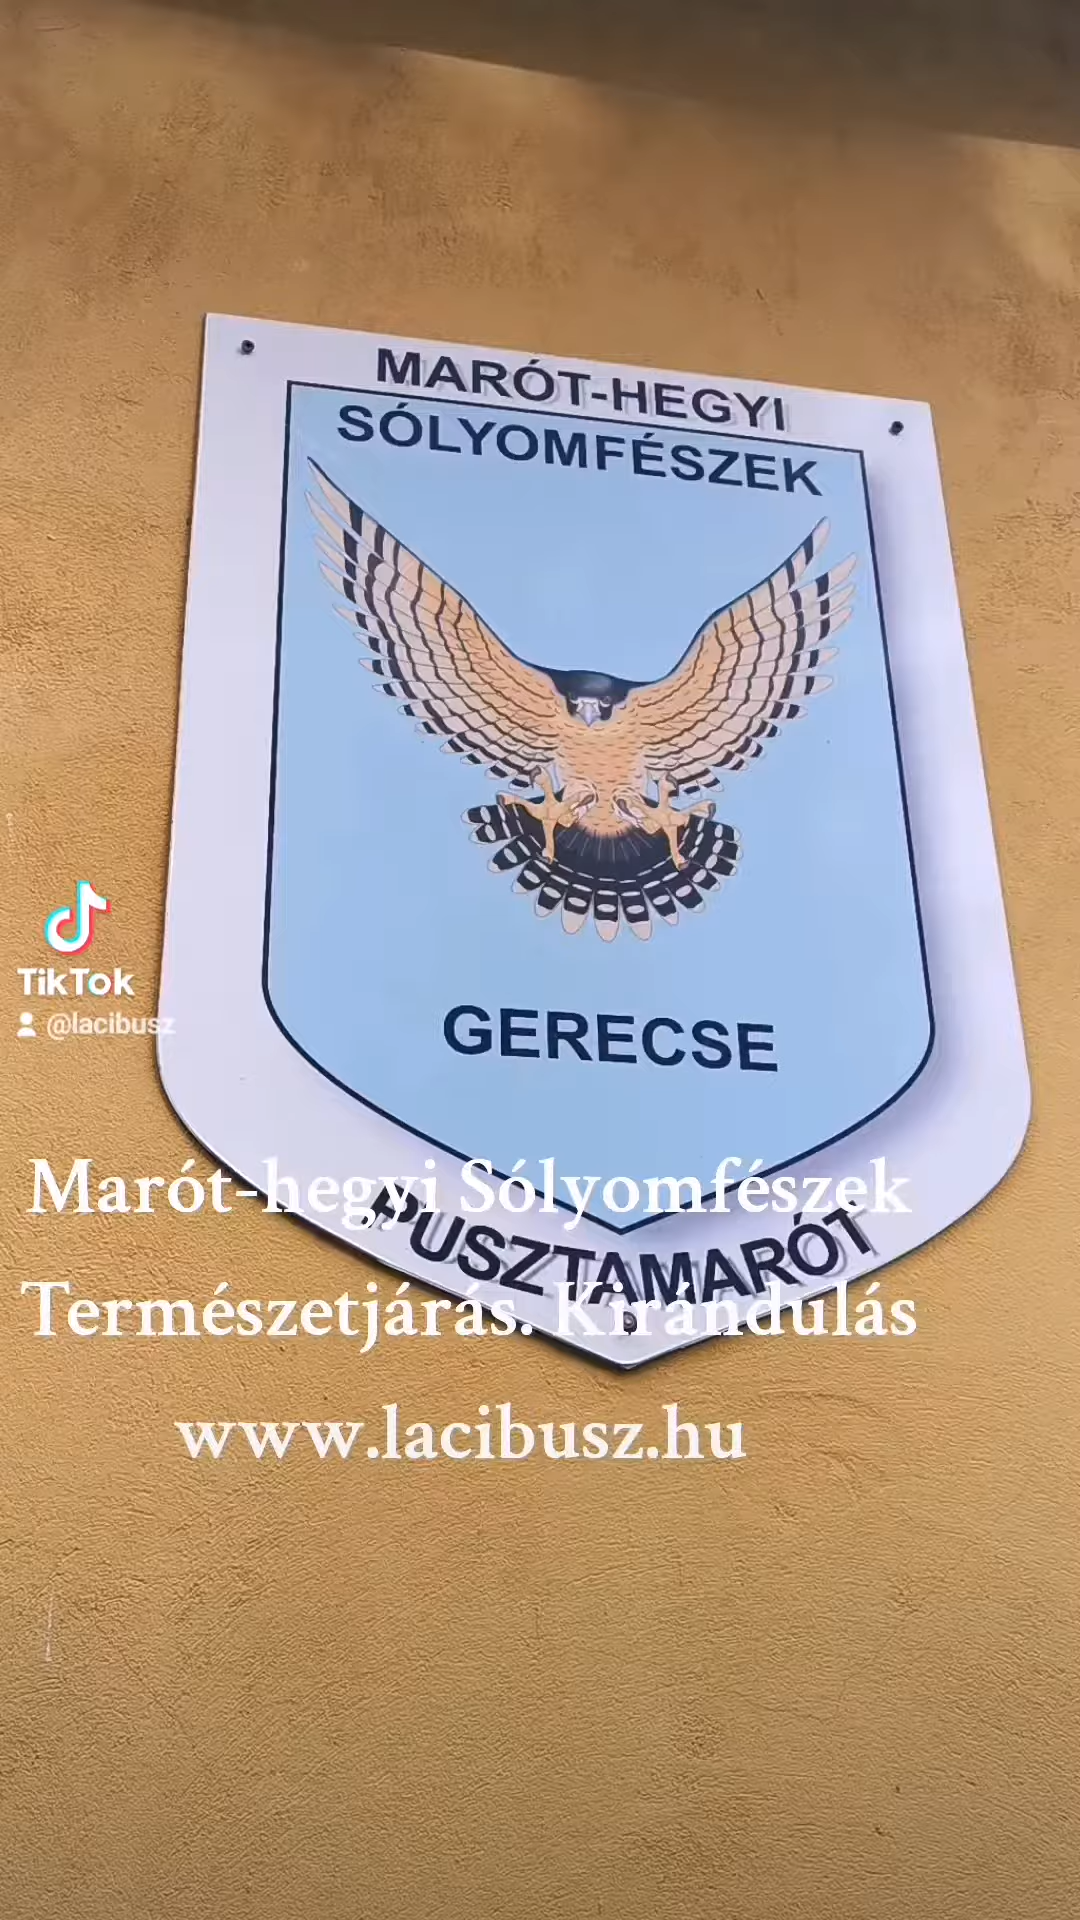 MARÓT-HEGYI
SÓLYOMFÉSZEK
GERECSE
PUSZTAMARÓT
TikTok
@lacibusz
Marót-hegyi Sólyomfészek
Természetjárás. Kirándulás
www.lacibusz.hu